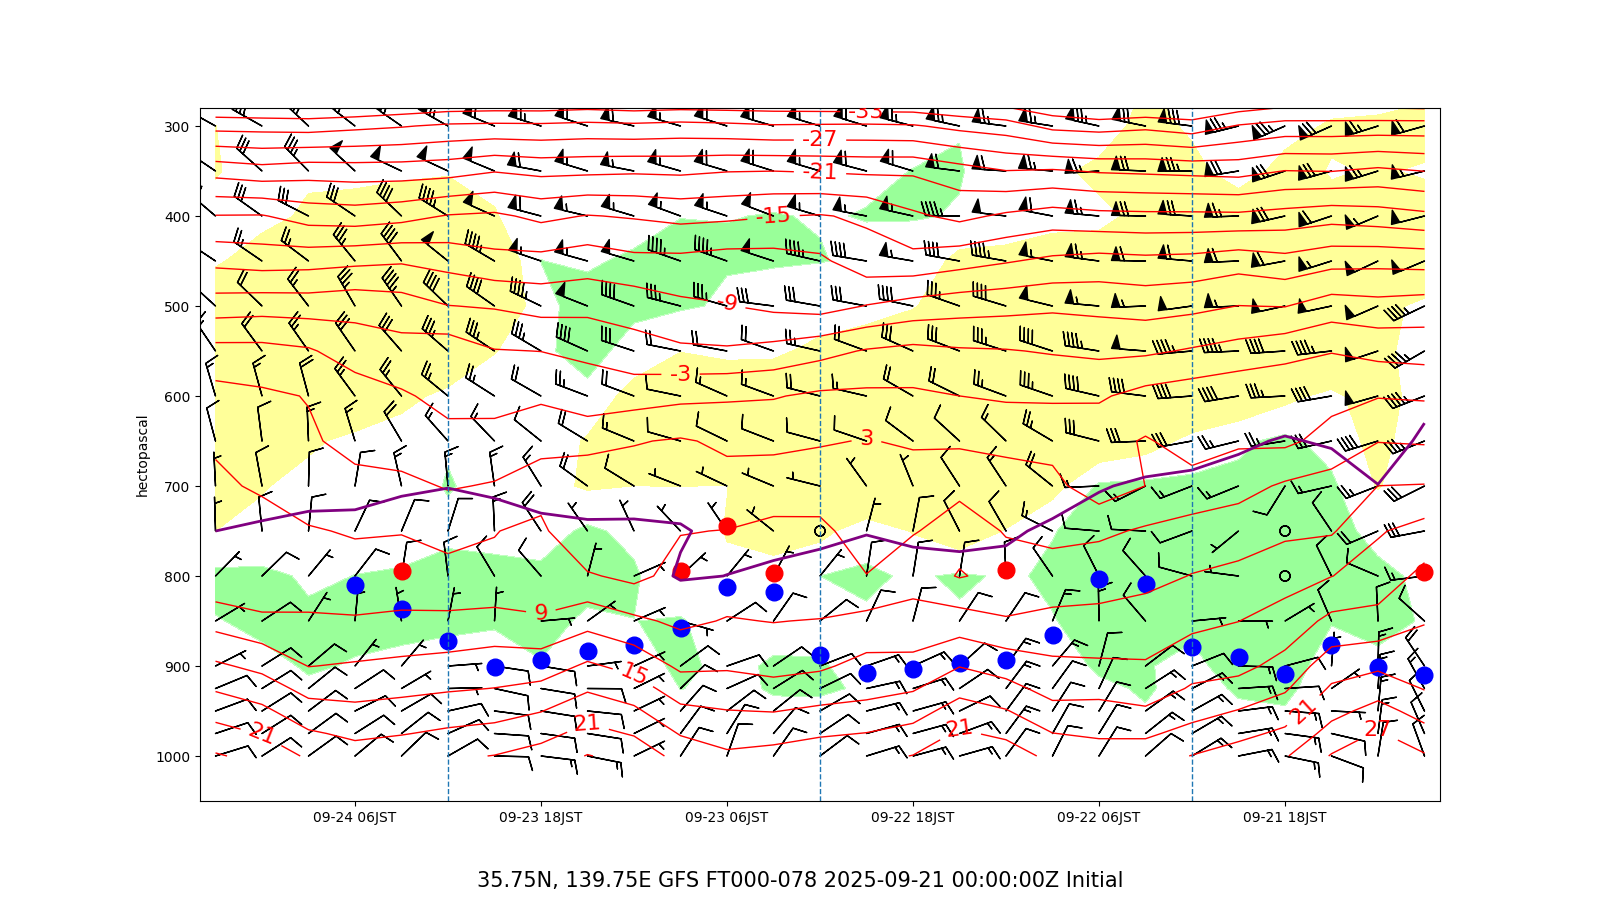 -33
300
-27
-21
400
-15
-9
500
-3
600
3
hectopascal
700
800
9
900
15
21
21
21
21
27
1000
09-24 06JST
09-23 18JST
09-23 06JST
09-22 18JST
09-22 06JST
09-21 18JST
35.75N, 139.75E GFS FT000-078 2025-09-21 00:00:00Z Initial